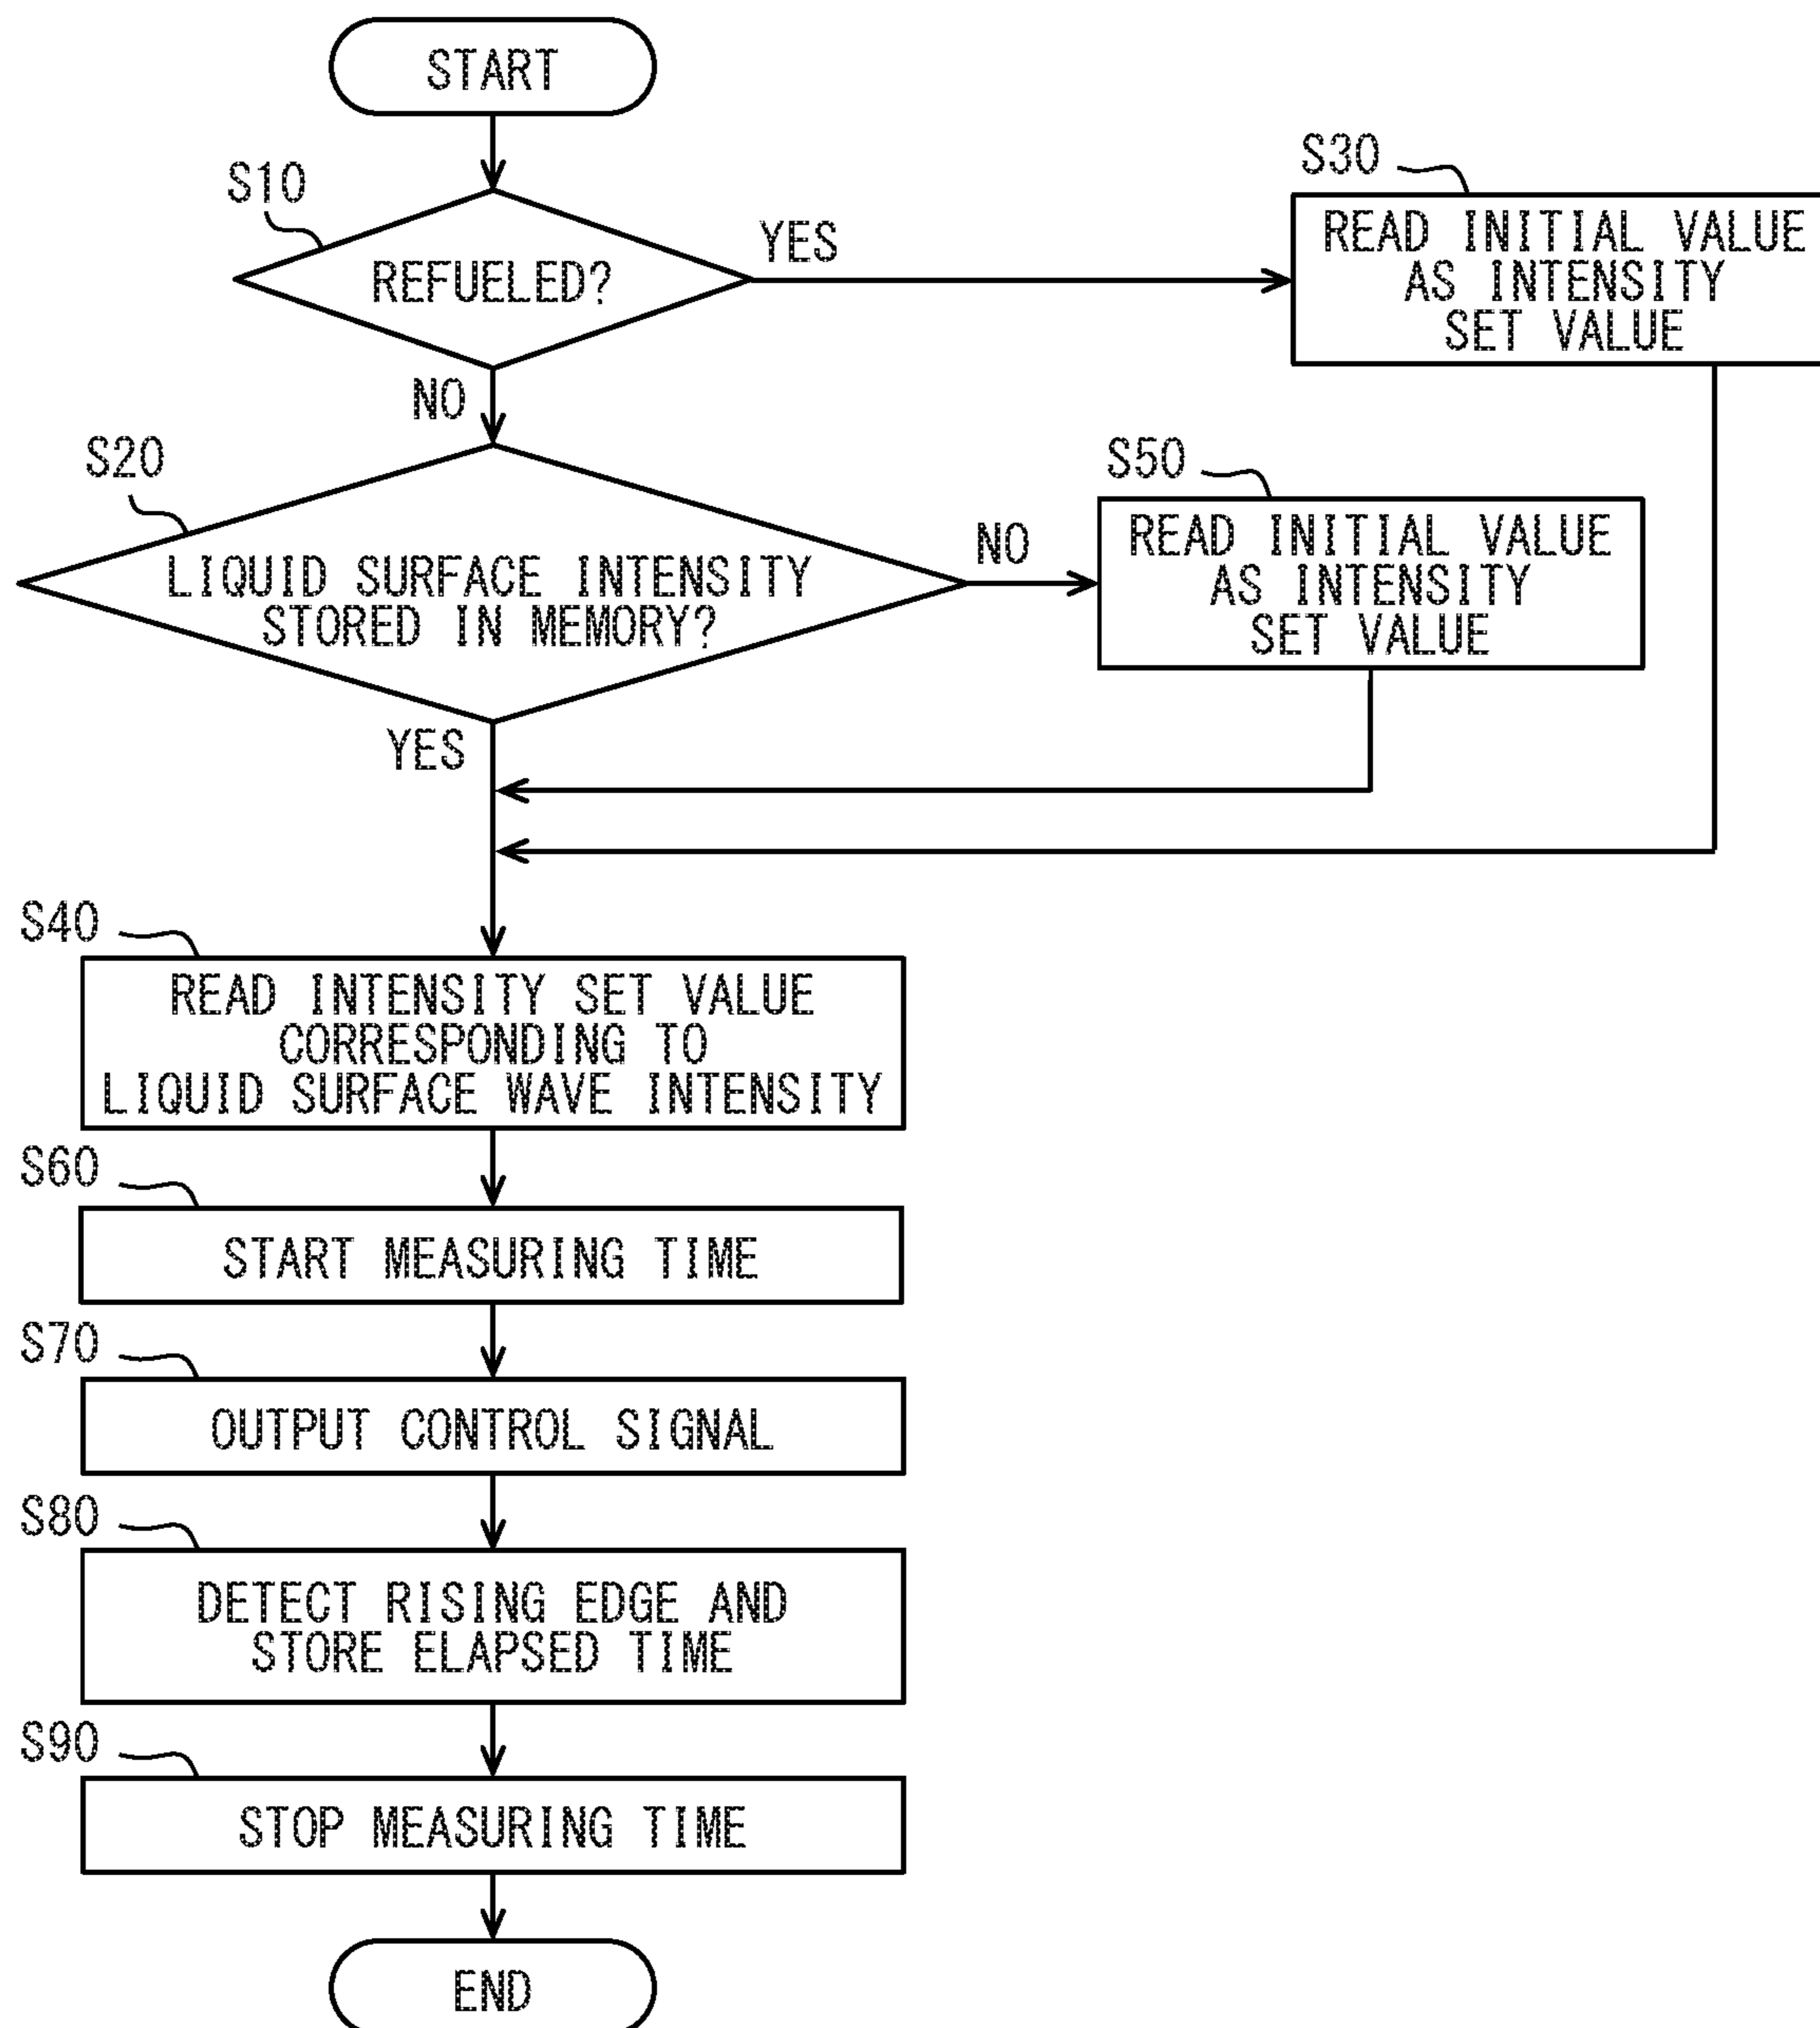 START
S10
REFUELED?
YES
S30
READ INITIAL VALUE
AS INTENSITY
SET VALUE
NO
S20
LIQUID SURFACE INTENSITY
STORED IN MEMORY?
NO
S50
READ INITIAL VALUE
AS INTENSITY
SET VALUE
YES
S40
READ INTENSITY SET VALUE
CORRESPONDING TO
LIQUID SURFACE WAVE INTENSITY
S60
START MEASURING TIME
S70
OUTPUT CONTROL SIGNAL
S80
DETECT RISING EDGE AND
STORE ELAPSED TIME
S90
STOP MEASURING TIME
END